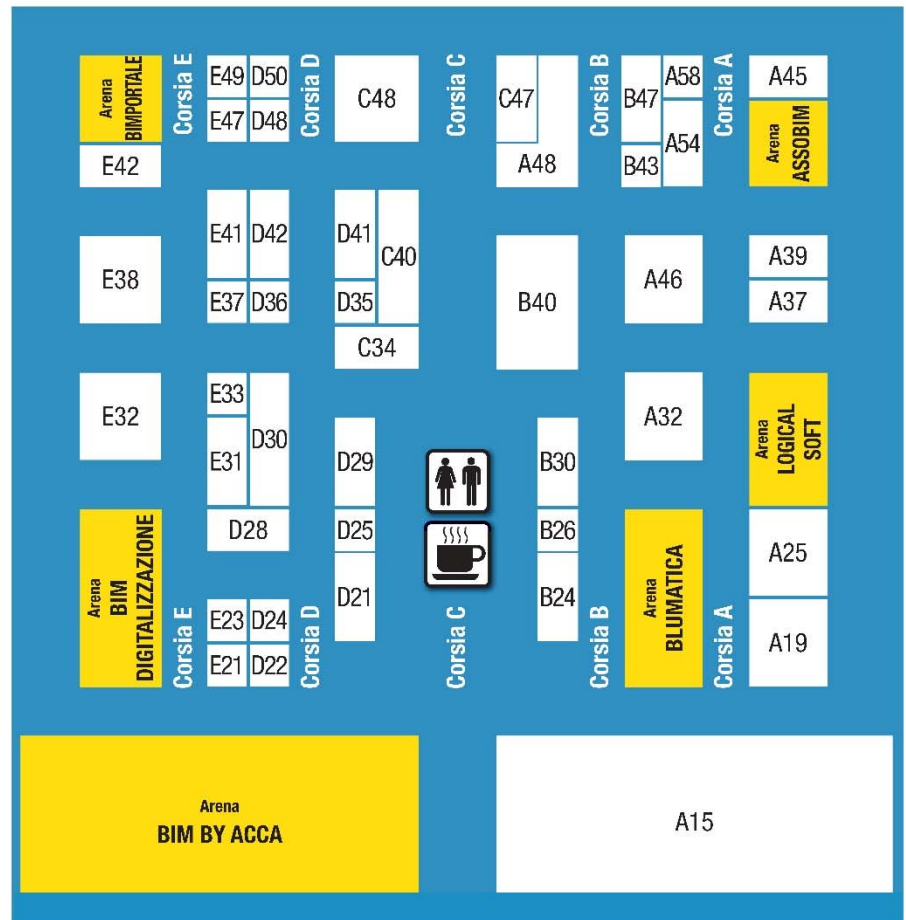 Arena
BIMPORTALE
Corsia E
E49
D50
Corsia D
C48
Corsia C
C47
Corsia B
B47
A58
Corsia A
A45
E47
D48
A48
A54
Arena
ASSOBIM
E42
B43
E41
D42
D41
C40
B40
A46
A39
E38
E37
D36
D35
A37
C34
E33
D30
E32
E31
D29
B30
A32
Arena
LOGICAL
SOFT
D28
D25
B26
Arena
BIM
DIGITALIZZAZIONE
D21
B24
Arena
BLUMATICA
A25
Corsia E
E23
D24
Corsia D
Corsia C
Corsia B
Corsia A
A19
E21
D22
Arena
BIM BY ACCA
A15